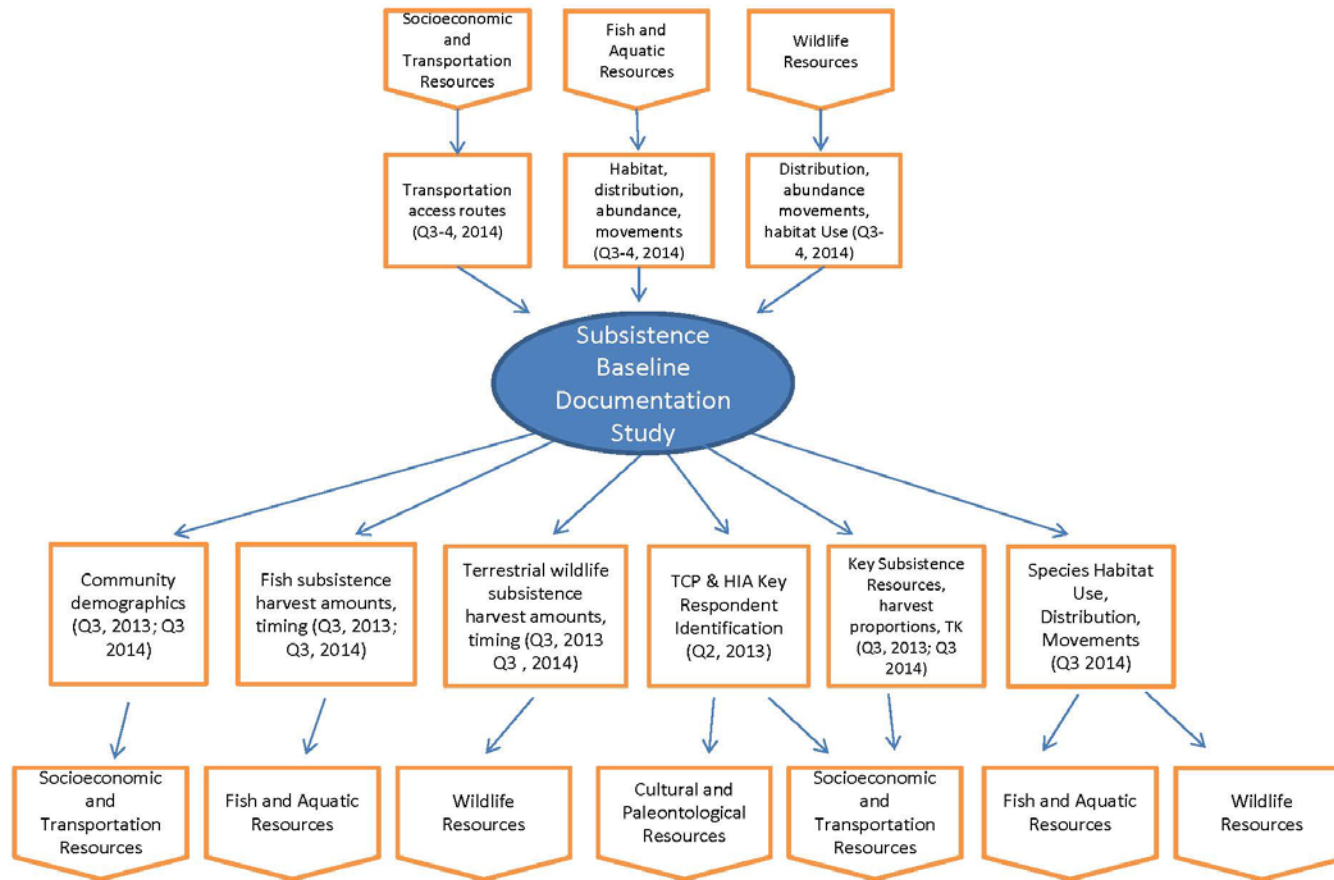 Socioeconomic
and
Transportation
Resources
Fish and
Aquatic
Resources
Wildlife
Resources
Transportation
access routes
(Q3-4, 2014)
Habitat,
distribution,
abundance,
movements
(Q3-4, 2014)
Distribution,
abundance
movements,
habitat Use (Q3-
4, 2014)
Subsistence
Baseline
Documentation
Study
Community
demographics
(Q3, 2013; Q3
2014)
Fish subsistence
harvest amounts,
timing (Q3, 2013;
Q3, 2014)
Terrestrial wildlife
subsistence
harvest amounts,
timing (Q3, 2013
Q3 , 2014)
TCP & HIA Key
Respondent
Identification
(Q2, 2013)
Key Subsistence
Resources,
harvest
proportions, TK
(Q3, 2013; Q3
2014)
Species Habitat
Use,
Distribution,
Movements
(Q3 2014)
Socioeconomic
and
Transportation
Resources
Fish and Aquatic
Resources
Wildlife
Resources
Cultural and
Paleontological
Resources
Socioeconomic
and
Transportation
Resources
Fish and Aquatic
Resources
Wildlife
Resources